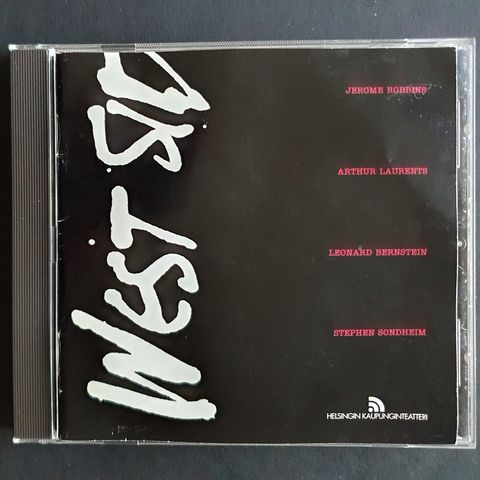 WEST SID
JEROME ROBBINS
ARTHUR LAURENTS
LEONARD BERNSTEIN
STEPHEN SONDHEIM
HELSINGIN KAUPUNGINTEATTERI